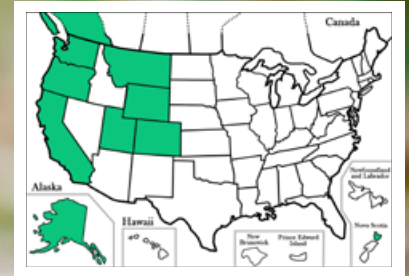 Canada
Alaska
Hawaii
New
Brunswick
Prince Edward
Island
Newfoundland
and Labrador
Nova Scotia